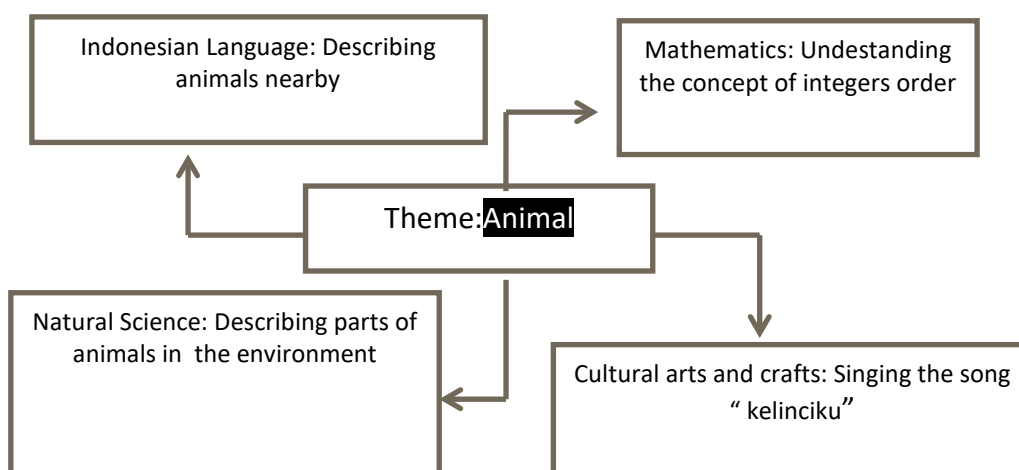 Indonesian Language: Describing
animals nearby
Mathematics: Undestanding
the concept of integers order
Theme:Animal
Natural Science: Describing parts of
animals in the environment
Cultural arts and crafts: Singing the song
“ kelinciku”